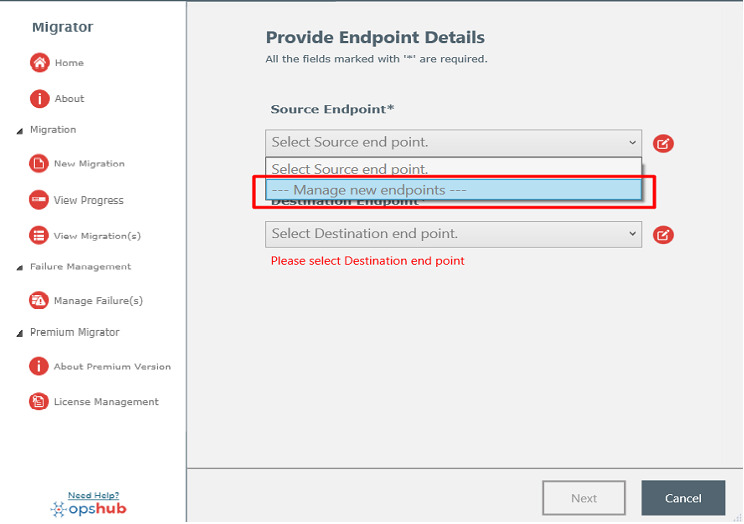 Migrator
Home
About
Migration
New Migration
View Progress
View Migration(s)
Failure Management
Manage Failure(s)
Premium Migrator
About Premium Version
License Management
Need Help?
opshub
Provide Endpoint Details
All the fields marked with '*' are required.
Source Endpoint*
Select Source end point.
Select Source end point.
--- Manage new endpoints ---
Destination Endpoint*
Select Destination end point.
Please select Destination end point
Next
Cancel